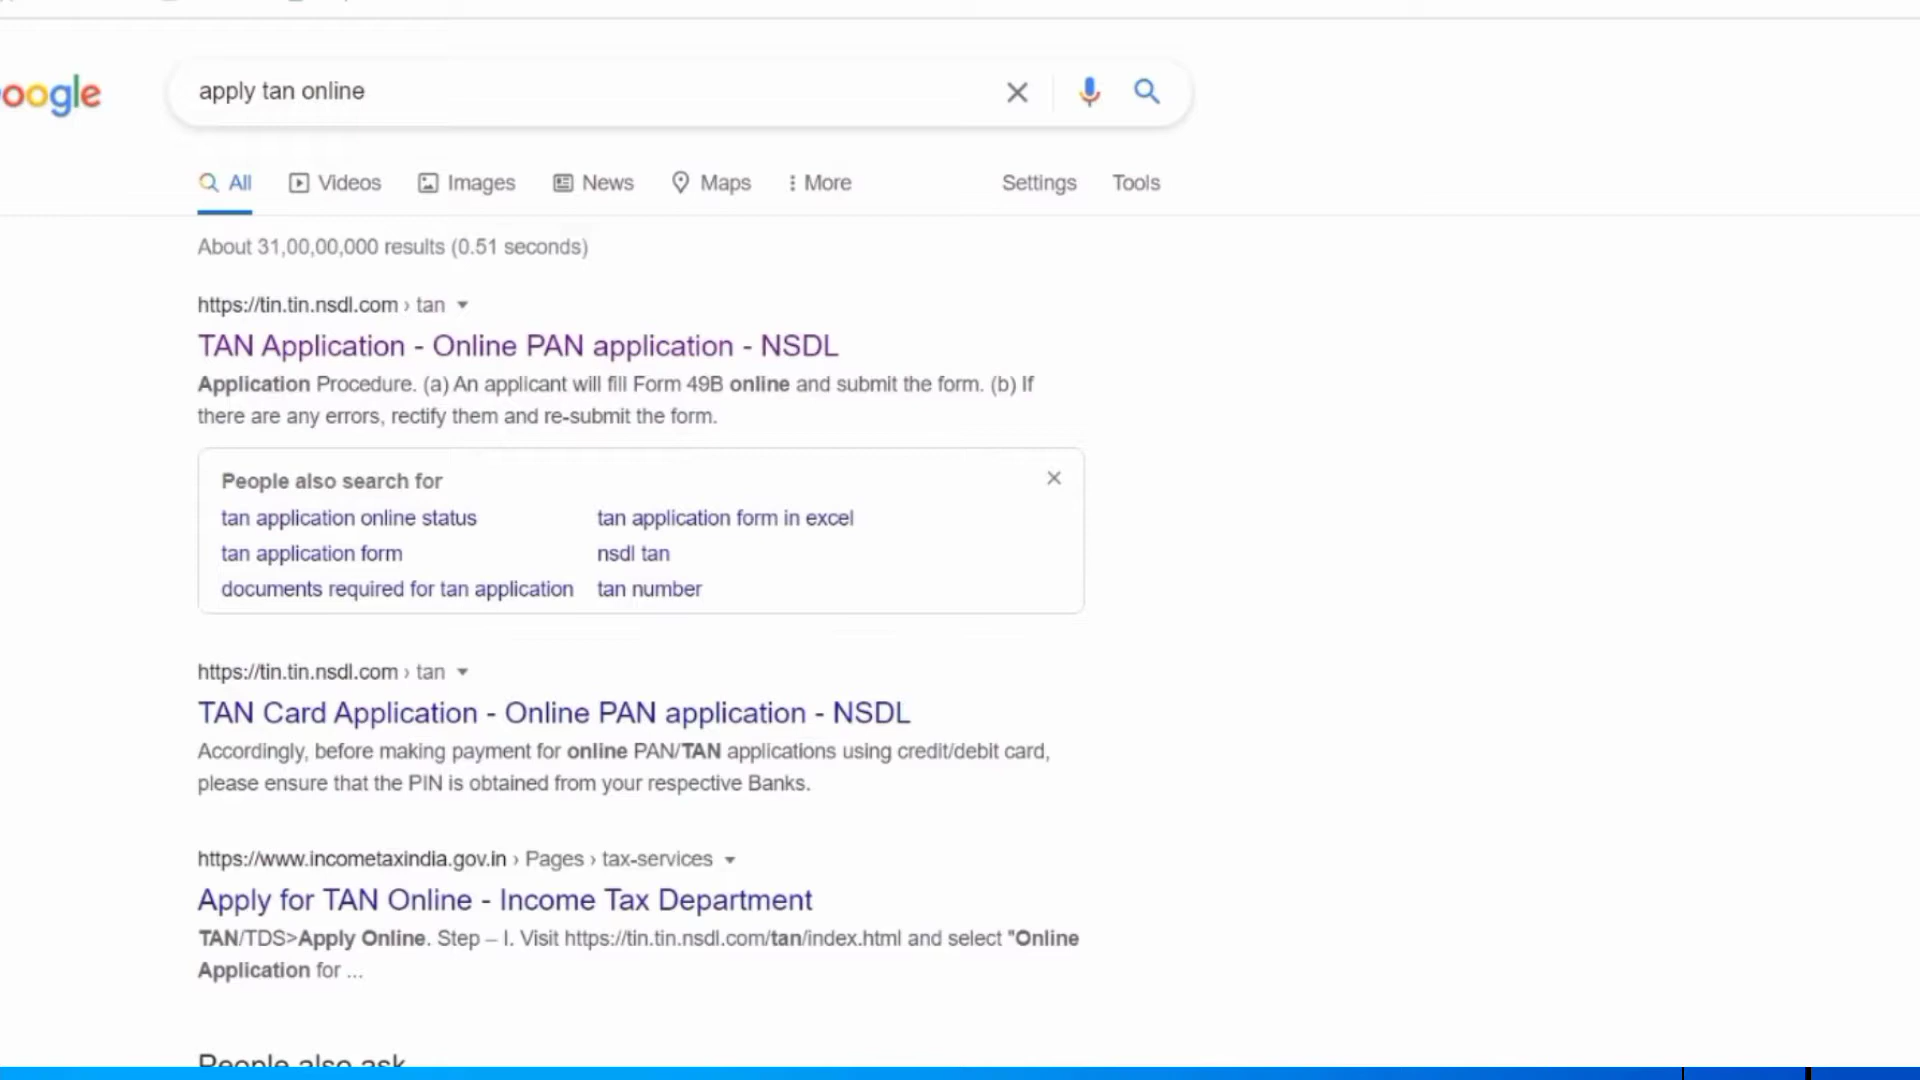 oogle
apply tan online
All
Videos
Images
News
Maps
More
Settings
Tools
About 31,00,00,000 results (0.51 seconds)
https://tin.tin.nsdl.com › tan
TAN Application - Online PAN application - NSDL
Application Procedure. (a) An applicant will fill Form 49B online and submit the form. (b) If
there are any errors, rectify them and re-submit the form.
People also search for
tan application online status
tan application form in excel
tan application form
nsdl tan
documents required for tan application
tan number
https://tin.tin.nsdl.com › tan
TAN Card Application - Online PAN application - NSDL
Accordingly, before making payment for online PAN/TAN applications using credit/debit card,
please ensure that the PIN is obtained from your respective Banks.
https://www.incometaxindia.gov.in › Pages › tax-services
Apply for TAN Online - Income Tax Department
TAN/TDS>Apply Online. Step – I. Visit https://tin.tin.nsdl.com/tan/index.html and select "Online
Application for ...
People also ask